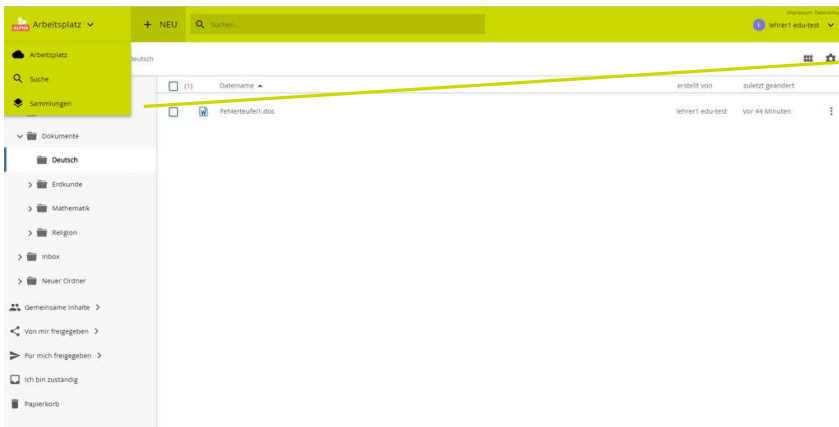 Impressum Datenschutz
ALPHA Arbeitsplatz + NEU Suchen... lehrer1 edu-test
Arbeitsplatz
Deutsch
Suche
(1) Dateiname erstellt von zuletzt geändert
Sammlungen
Fehlerteufel1.doc lehrer1 edu-test Vor 44 Minuten
Dokumente
Deutsch
Erdkunde
Mathematik
Religion
Inbox
Neuer Ordner
Gemeinsame Inhalte
Von mir freigegeben
Für mich freigegeben
Ich bin zuständig
Papierkorb